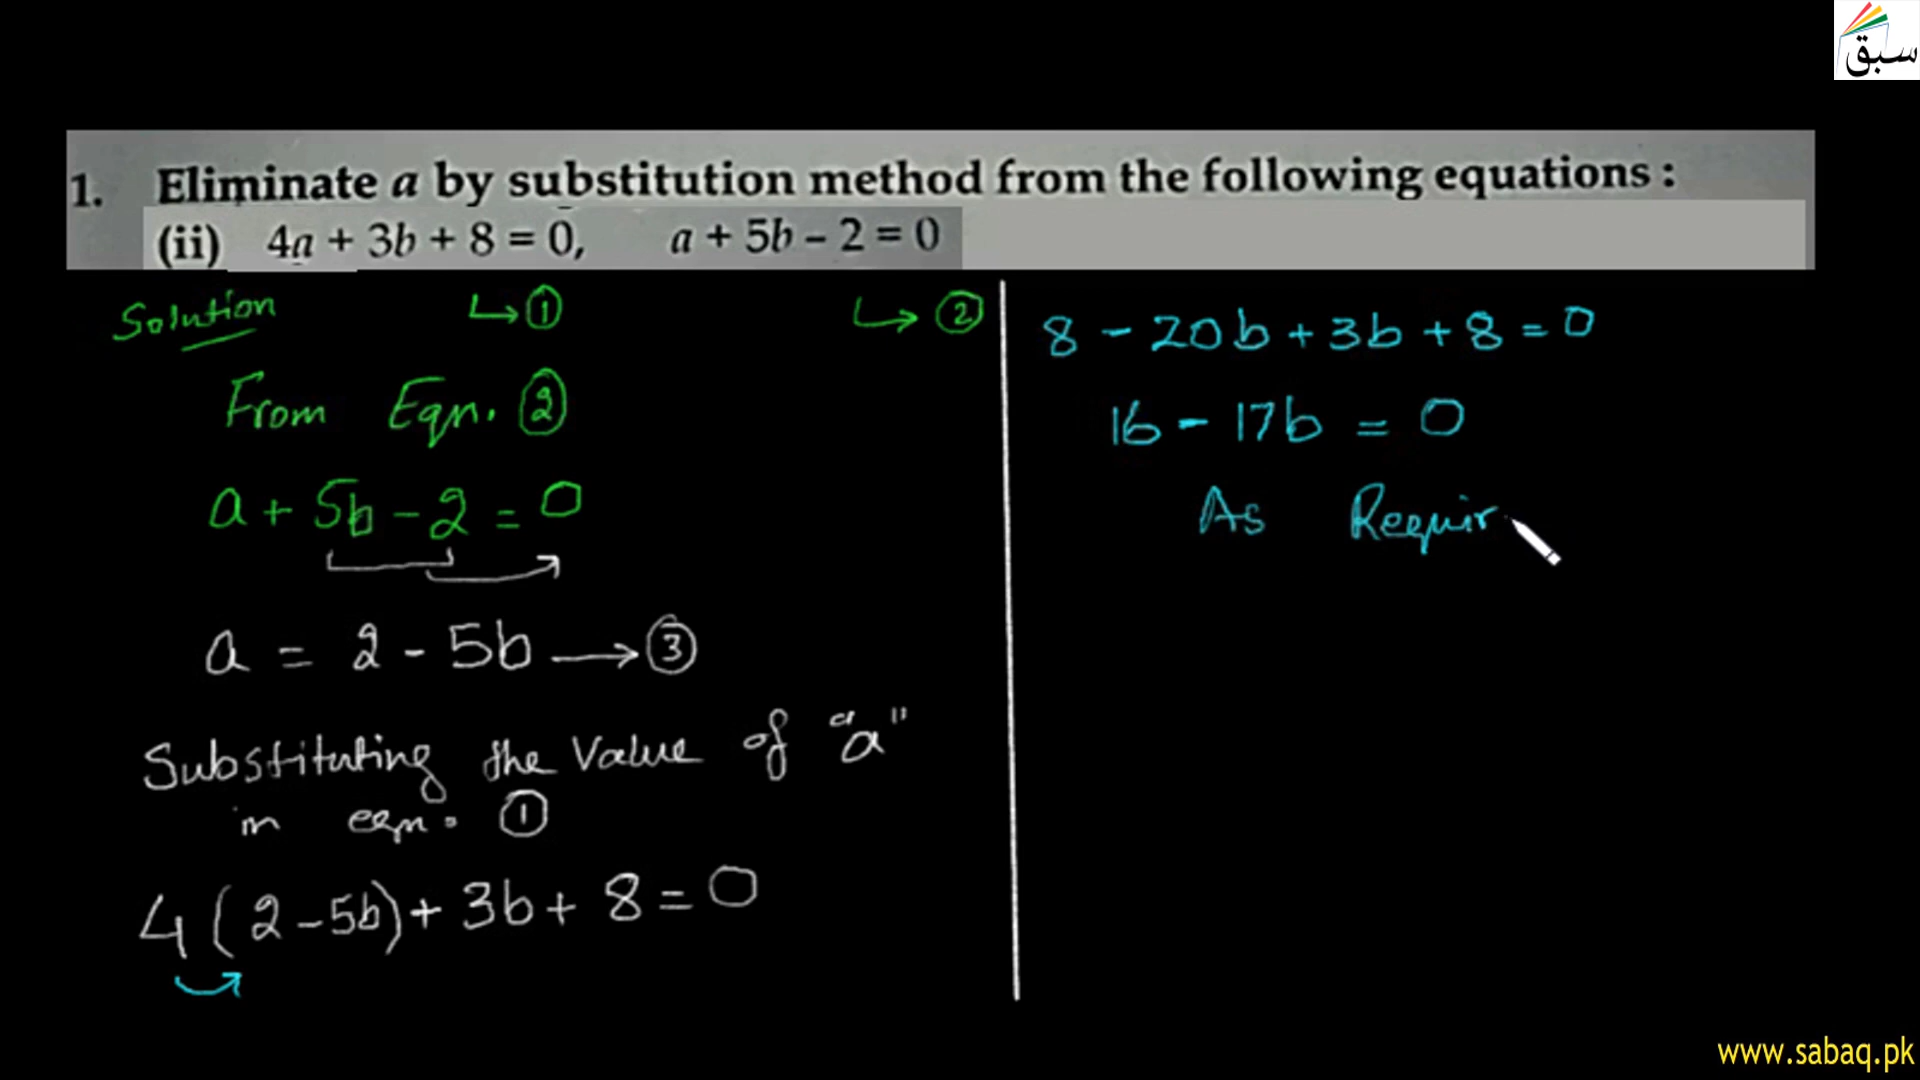 سبق
1. Eliminate a by substitution method from the following equations :
(ii) 4a + 3b + 8 = 0, a + 5b – 2 = 0
Solution ↳ ① ↳ ②
From Eqn. ②
a + 5b - 2 = 0
a = 2 - 5b → ③
Substituting the Value of "a"
in eqn. ①
4 ( 2 - 5b) + 3b + 8 = 0
8 - 20b + 3b + 8 = 0
16 - 17b = 0
As Requir
www.sabaq.pk